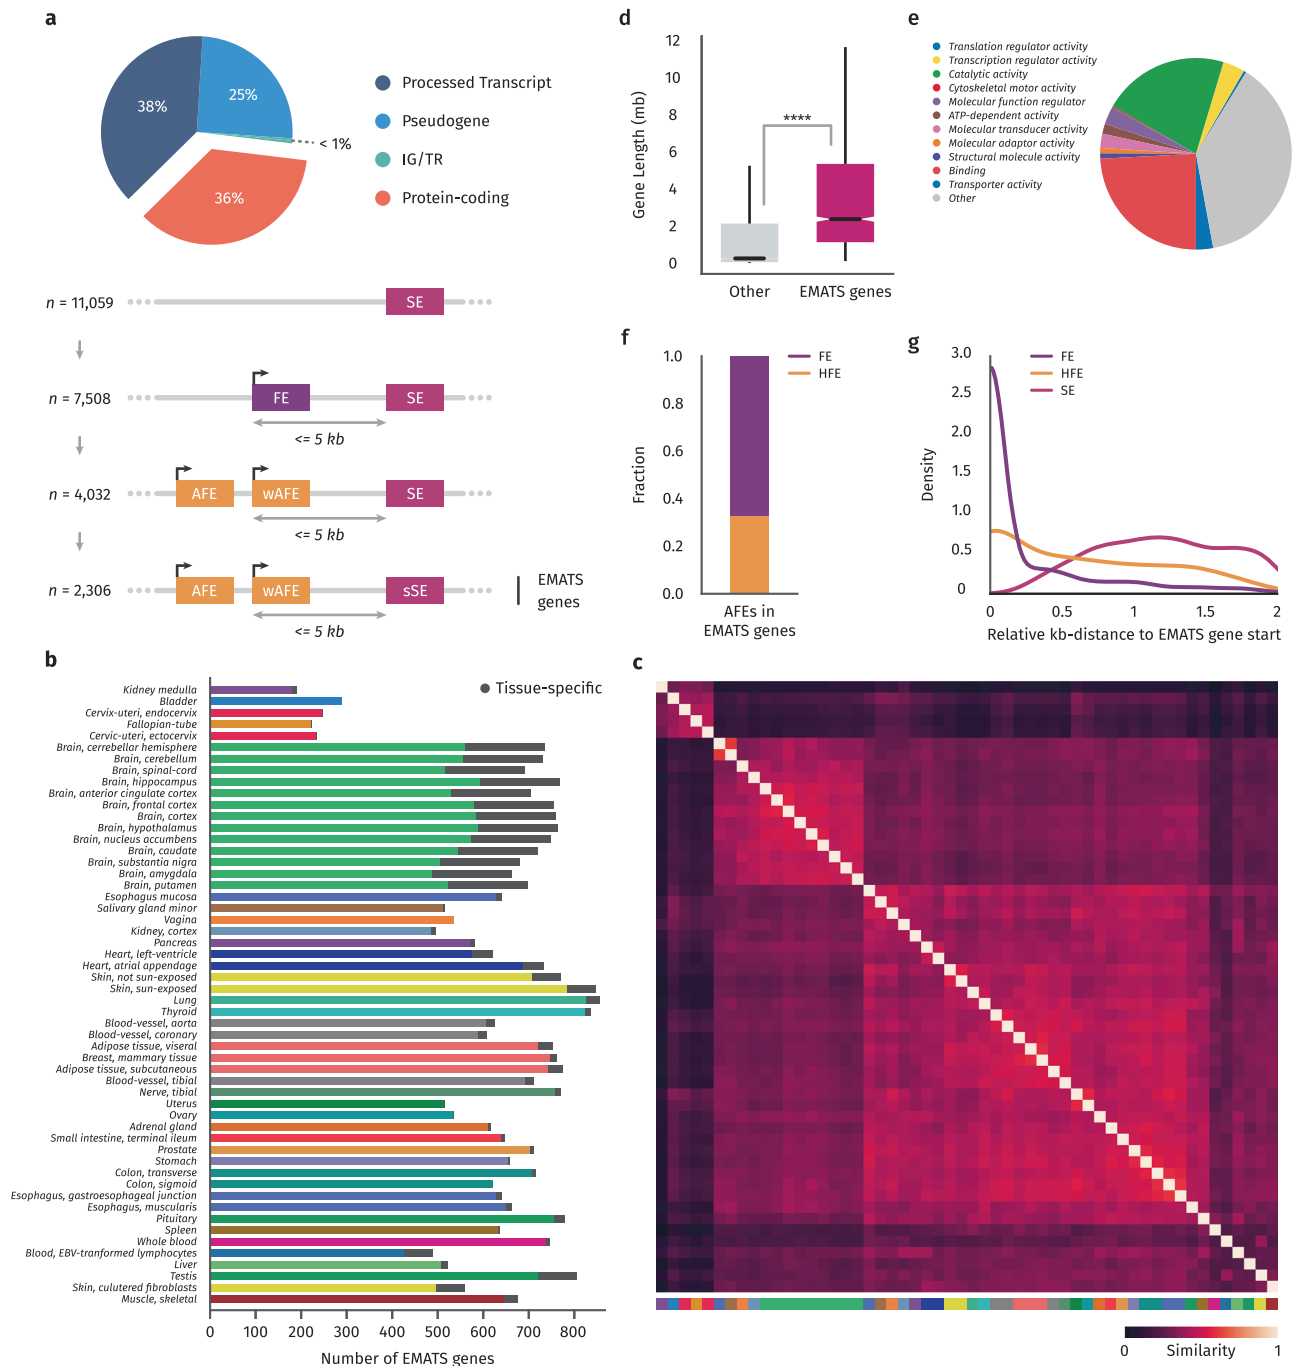 a
38%
25%
36%
< 1%
Processed Transcript
Pseudogene
IG/TR
Protein-coding
n = 11,059
SE
n = 7,508
FE
SE
<= 5 kb
n = 4,032
AFE
wAFE
SE
<= 5 kb
n = 2,306
AFE
wAFE
sSE
<= 5 kb
EMATS
genes
b
Tissue-specific
Kidney medulla
Bladder
Cervix-uteri, endocervix
Fallopian-tube
Cervic-uteri, ectocervix
Brain, cerrebellar hemisphere
Brain, cerebellum
Brain, spinal-cord
Brain, hippocampus
Brain, anterior cingulate cortex
Brain, frontal cortex
Brain, cortex
Brain, hypothalamus
Brain, nucleus accumbens
Brain, caudate
Brain, substantia nigra
Brain, amygdala
Brain, putamen
Esophagus mucosa
Salivary gland minor
Vagina
Kidney, cortex
Pancreas
Heart, left-ventricle
Heart, atrial appendage
Skin, not sun-exposed
Skin, sun-exposed
Lung
Thyroid
Blood-vessel, aorta
Blood-vessel, coronary
Adipose tissue, viseral
Breast, mammary tissue
Adipose tissue, subcutaneous
Blood-vessel, tibial
Nerve, tibial
Uterus
Ovary
Adrenal gland
Small intestine, terminal ileum
Prostate
Stomach
Colon, transverse
Colon, sigmoid
Esophagus, gastroesophageal junction
Esophagus, muscularis
Pituitary
Spleen
Whole blood
Blood, EBV-tranformed lymphocytes
Liver
Testis
Skin, culutered fibroblasts
Muscle, skeletal
0 100 200 300 400 500 600 700 800
Number of EMATS genes
c
0 Similarity 1
d
Gene Length (mb)
12
10
8
6
4
2
0
****
Other EMATS genes
e
Translation regulator activity
Transcription regulator activity
Catalytic activity
Cytoskeletal motor activity
Molecular function regulator
ATP-dependent activity
Molecular transducer activity
Molecular adaptor activity
Structural molecule activity
Binding
Transporter activity
Other
f
Fraction
1.0
0.8
0.6
0.4
0.2
0.0
FE
HFE
AFEs in
EMATS genes
g
Density
3.0
2.5
2.0
1.5
1.0
0.5
0
FE
HFE
SE
0 0.5 1 1.5 2
Relative kb-distance to EMATS gene start